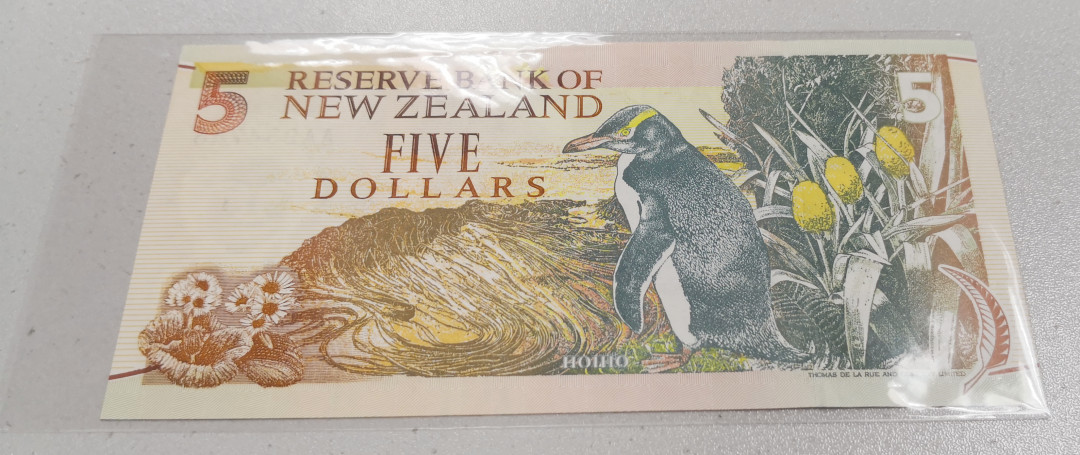 5
RESERVE BANK OF
NEW ZEALAND
FIVE
DOLLARS
5
HOIHO
THOMAS DE LA RUE AND LIMITED